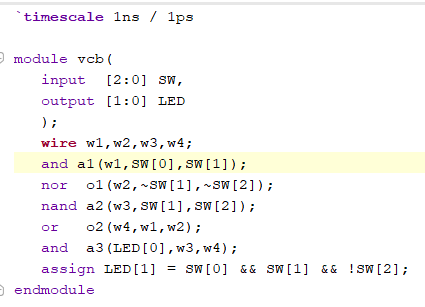 `timescale 1ns / 1ps
module vcb(
input [2:0] SW,
output [1:0] LED
);
wire w1,w2,w3,w4;
and a1(w1,SW[0],SW[1]);
nor o1(w2,~SW[1],~SW[2]);
nand a2(w3,SW[1],SW[2]);
or o2(w4,w1,w2);
and a3(LED[0],w3,w4);
assign LED[1] = SW[0] && SW[1] && !SW[2];
endmodule